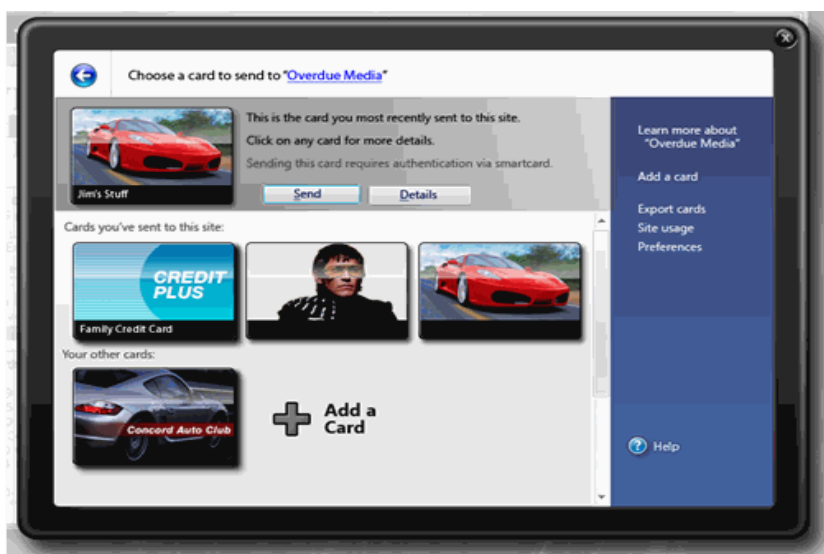 Choose a card to send to "Overdue Media"
This is the card you most recently sent to this site.
Click on any card for more details.
Sending this card requires authentication via smartcard.
Jim's Stuff
Send
Details
Cards you've sent to this site:
CREDIT
PLUS
Family Credit Card
Your other cards:
Concord Auto Club
Add a
Card
Learn more about
"Overdue Media"
Add a card
Export cards
Site usage
Preferences
Help